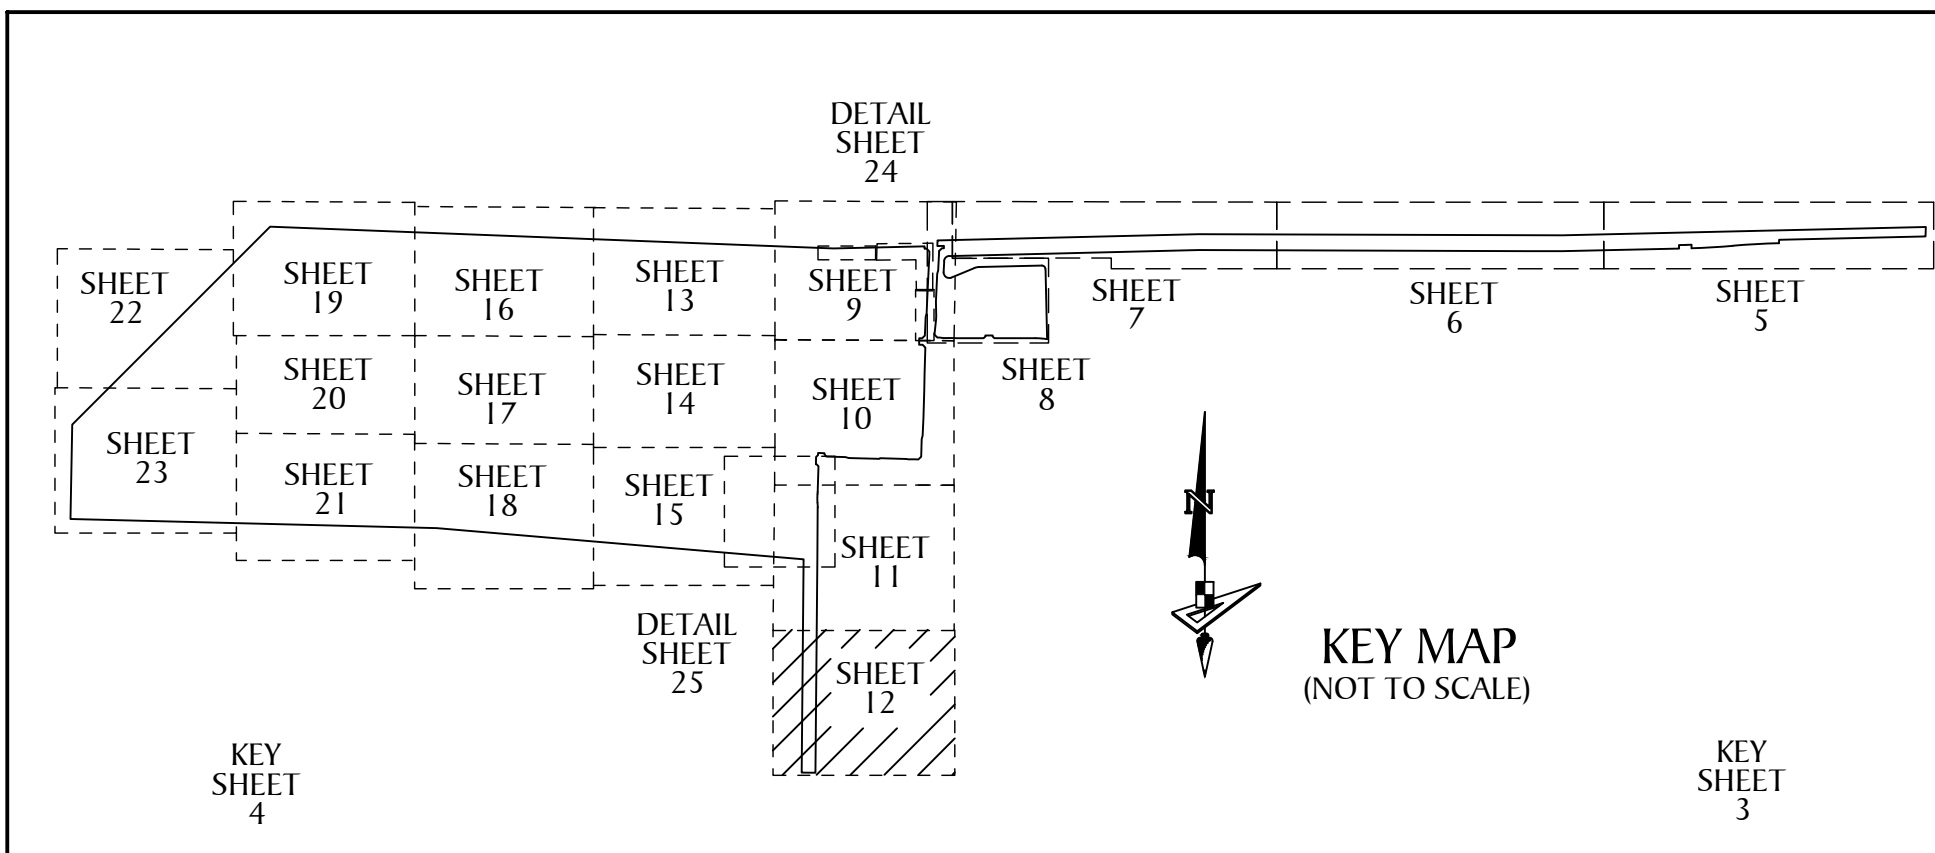 DETAIL
SHEET
24
SHEET
22
SHEET
19
SHEET
16
SHEET
13
SHEET
9
SHEET
7
SHEET
6
SHEET
5
SHEET
20
SHEET
17
SHEET
14
SHEET
10
SHEET
8
SHEET
23
SHEET
21
SHEET
18
SHEET
15
SHEET
11
N
DETAIL
SHEET
25
SHEET
12
KEY MAP
(NOT TO SCALE)
KEY
SHEET
4
KEY
SHEET
3